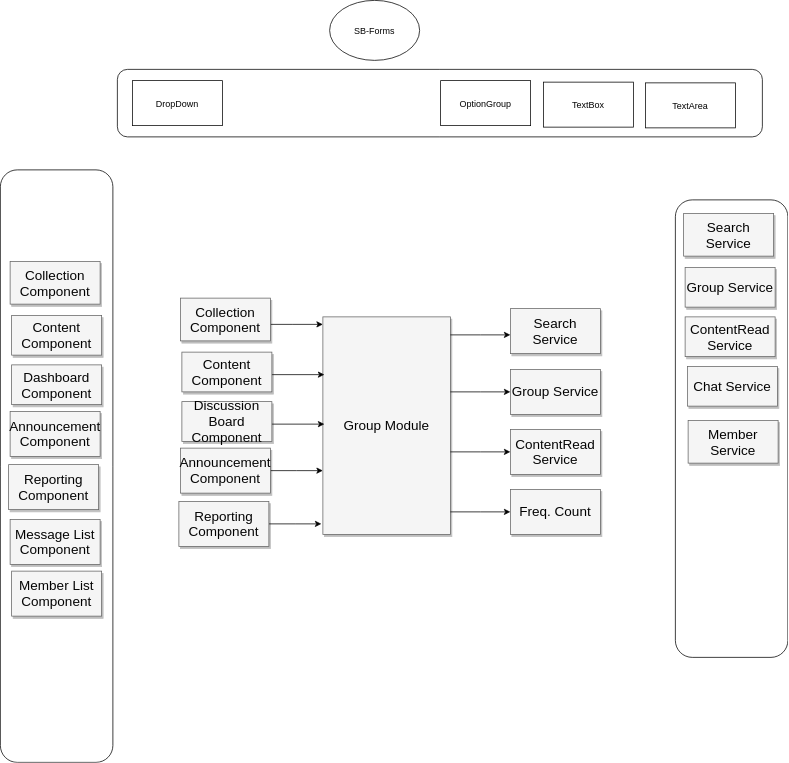 SB-Forms
DropDown
OptionGroup
TextBox
TextArea
Collection
Component
Content
Component
Dashboard
Component
Announcement
Component
Reporting
Component
Message List
Component
Member List
Component
Collection
Component
Content
Component
Discussion
Board
Component
Announcement
Component
Reporting
Component
Group Module
Search
Service
Group Service
ContentRead
Service
Freq. Count
Search
Service
Group Service
ContentRead
Service
Chat Service
Member
Service